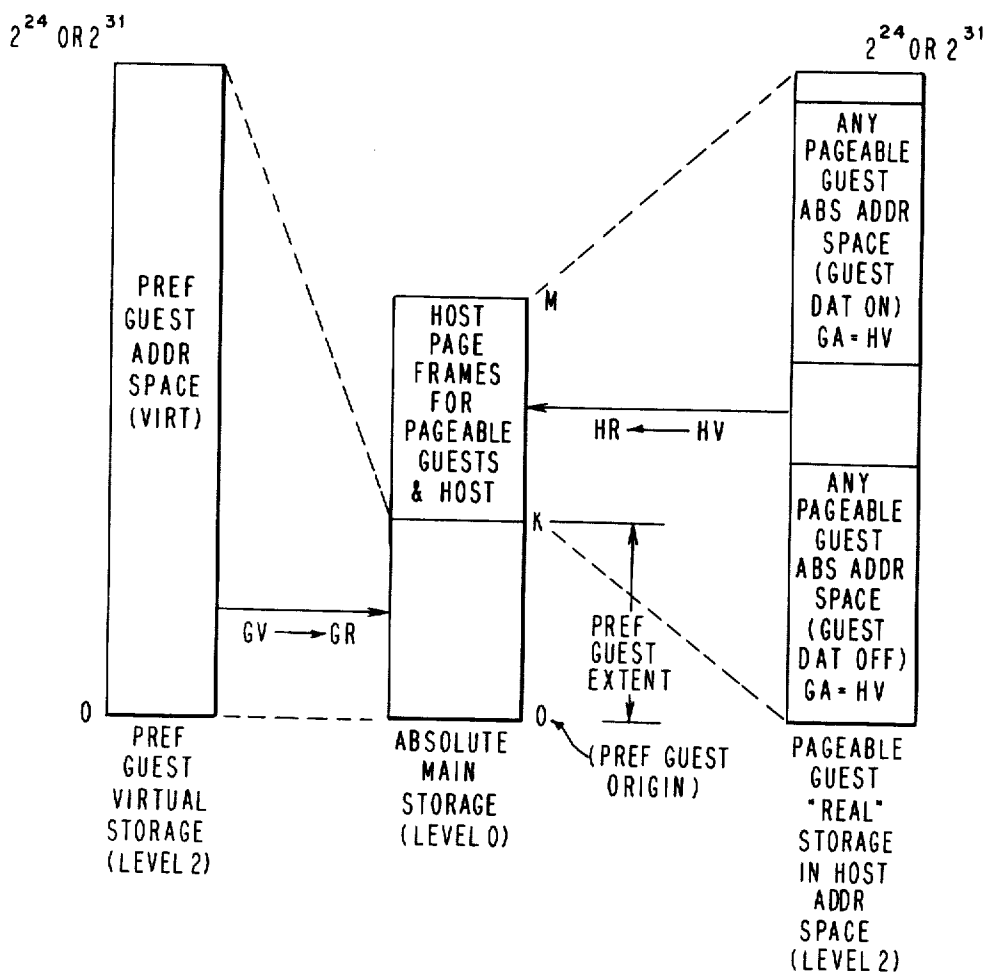 2^24 OR 2^31
2^24 OR 2^31
PREF
GUEST
ADDR
SPACE
(VIRT)
GV → GR
0
PREF
GUEST
VIRTUAL
STORAGE
(LEVEL 2)
HOST
PAGE
FRAMES
FOR
PAGEABLE
GUESTS
& HOST
M
HR ← HV
K
PREF
GUEST
EXTENT
0
(PREF GUEST
ORIGIN)
ABSOLUTE
MAIN
STORAGE
(LEVEL 0)
ANY
PAGEABLE
GUEST
ABS ADDR
SPACE
(GUEST
DAT ON)
GA = HV
ANY
PAGEABLE
GUEST
ABS ADDR
SPACE
(GUEST
DAT OFF)
GA = HV
PAGEABLE
GUEST
"REAL"
STORAGE
IN HOST
ADDR
SPACE
(LEVEL 2)